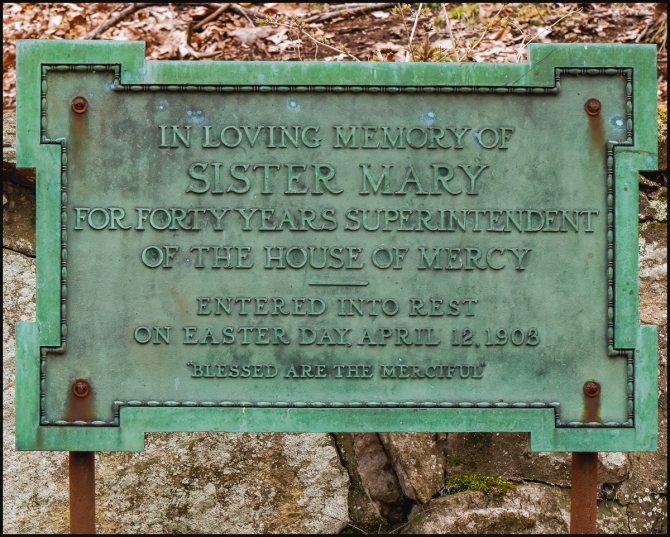 IN LOVING MEMORY OF
SISTER MARY
FOR FORTY YEARS SUPERINTENDENT
OF THE HOUSE OF MERCY
ENTERED INTO REST
ON EASTER DAY, APRIL 12, 1903
"BLESSED ARE THE MERCIFUL"